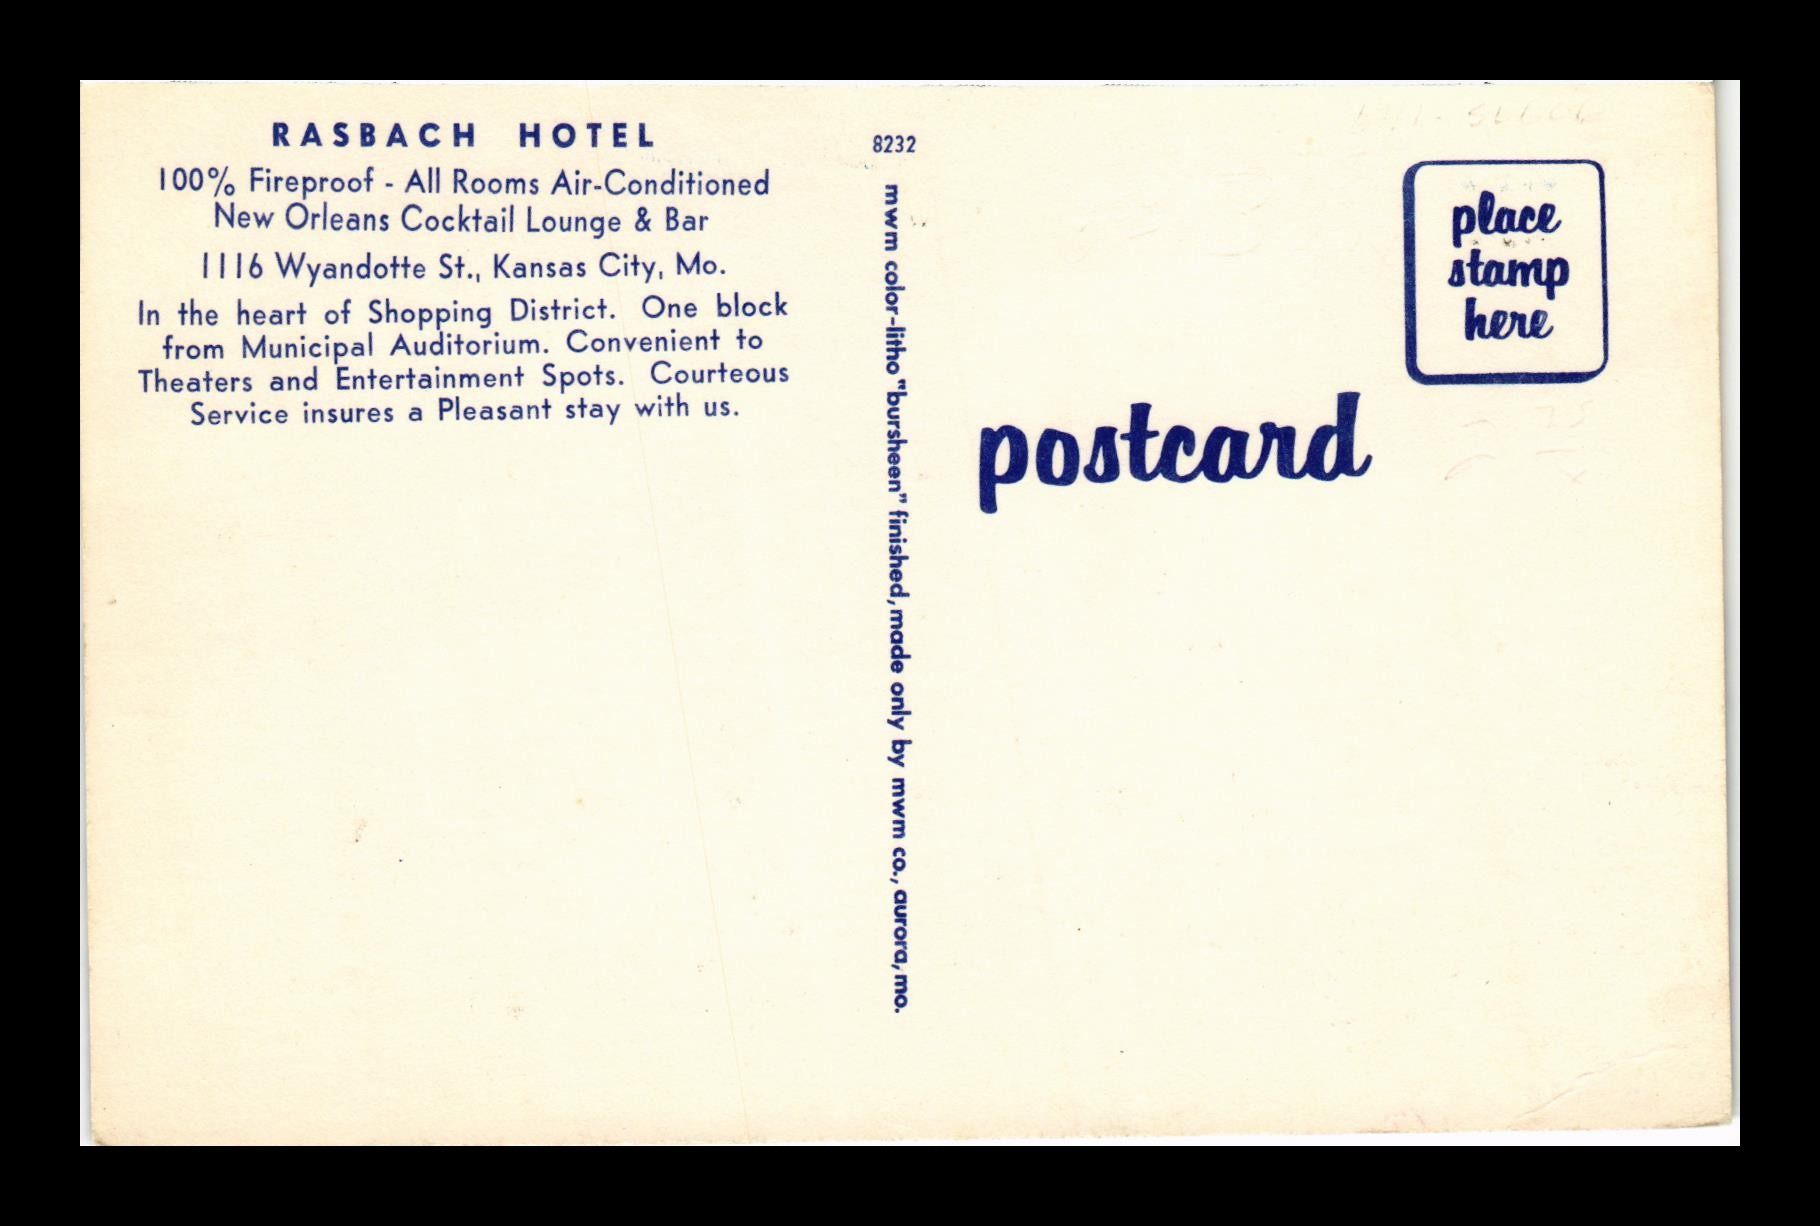 RASBACH HOTEL
100% Fireproof - All Rooms Air-Conditioned
New Orleans Cocktail Lounge & Bar
1116 Wyandotte St., Kansas City, Mo.
In the heart of Shopping District. One block
from Municipal Auditorium. Convenient to
Theaters and Entertainment Spots. Courteous
Service insures a Pleasant stay with us.
8232
mwm color-litho "bursheen" finished, made only by mwm co., aurora, mo.
place
stamp
here
postcard